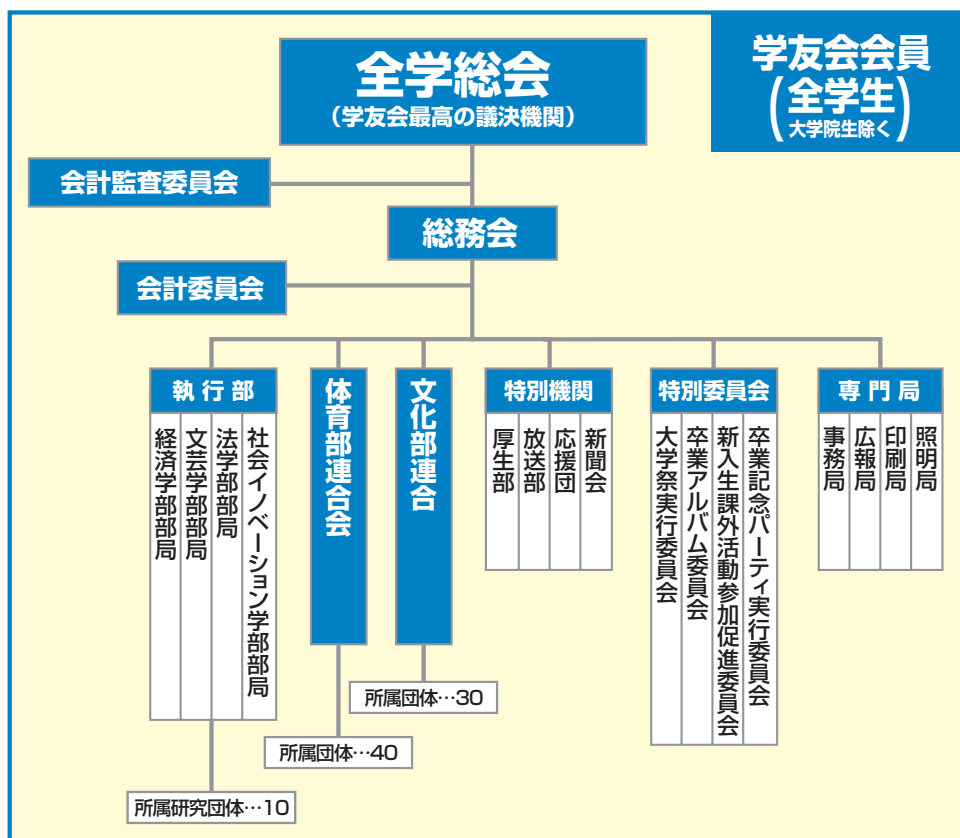 全学総会
(学友会最高の議決機関)
学友会会員
(全学生
大学院生除く)
会計監査委員会
総務会
会計委員会
執行部
経済学部部局
文芸学部部局
法学部部局
社会イノベーション学部部局
所属研究団体…10
体育部連合会
所属団体…40
文化部連合
所属団体…30
特別機関
厚生部
放送部
応援団
新聞会
特別委員会
大学祭実行委員会
卒業アルバム委員会
新入生課外活動参加促進委員会
卒業記念パーティ実行委員会
専門局
事務局
広報局
印刷局
照明局